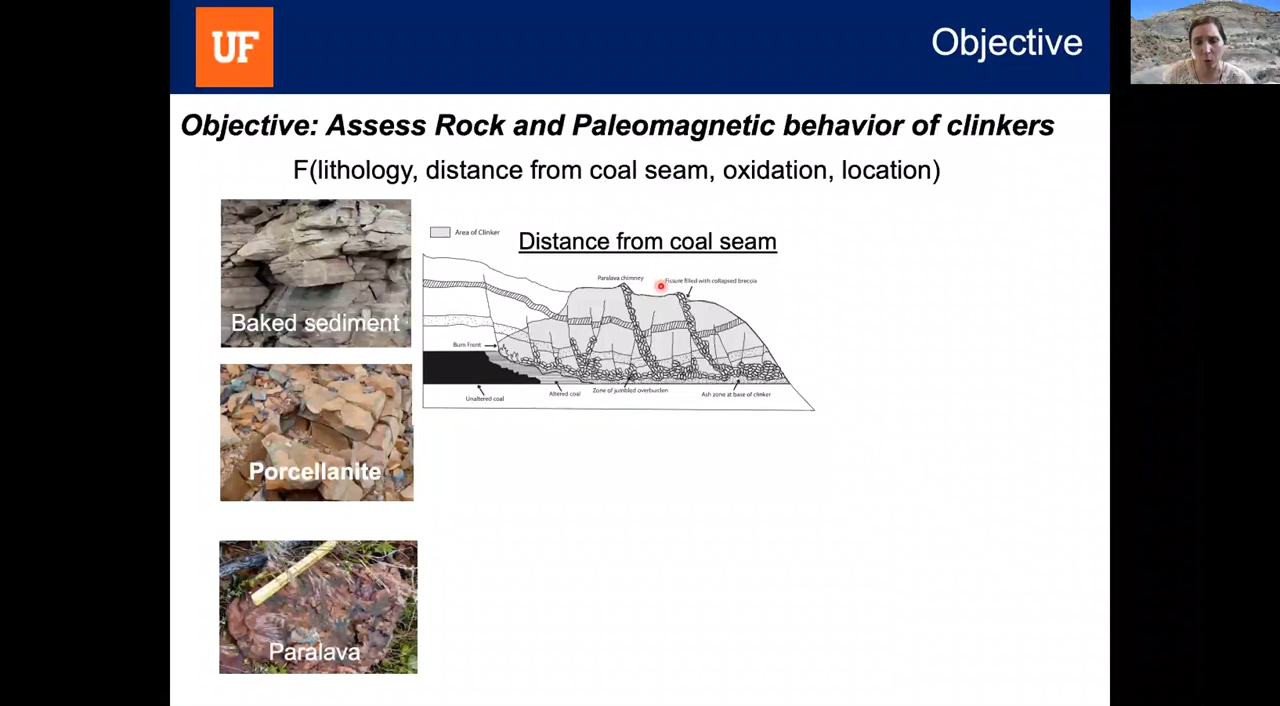 UF
Objective
Objective: Assess Rock and Paleomagnetic behavior of clinkers
F(lithology, distance from coal seam, oxidation, location)
Baked sediment
Porcellanite
Paralava
Distance from coal seam
Area of Clinker
Paralava chimney
Fissure filled with collapsed breccia
Burn Front
Unaltered coal
Altered coal
Zone of jumbled overburden
Ash zone at base of clinker